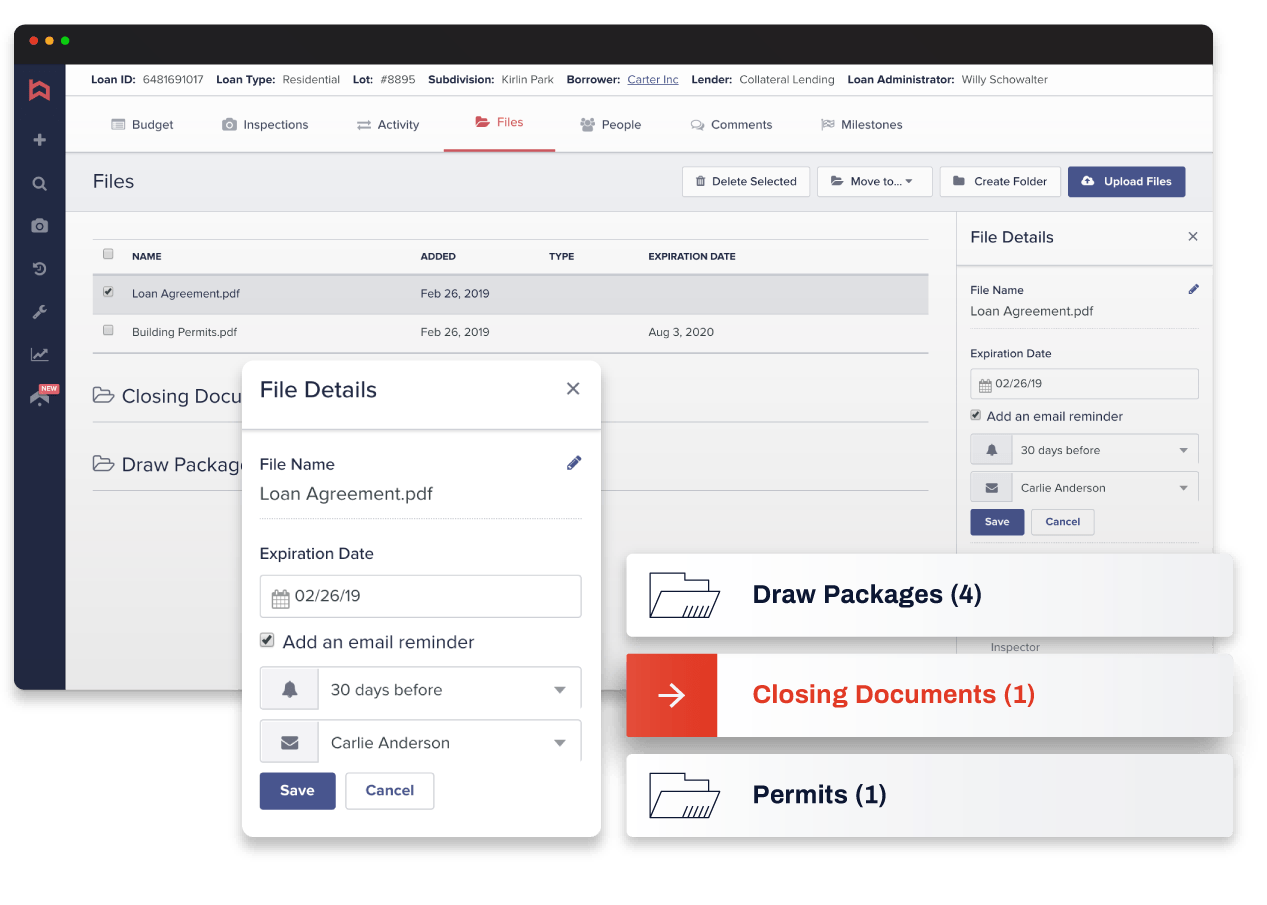 Loan ID: 6481691017 Loan Type: Residential Lot: #8895 Subdivision: Kirlin Park Borrower: Carter Inc Lender: Collateral Lending Loan Administrator: Willy Schowalter
Budget Inspections Activity Files People Comments Milestones
Files Delete Selected Move to... Create Folder Upload Files
NAME ADDED TYPE EXPIRATION DATE
Loan Agreement.pdf Feb 26, 2019
Building Permits.pdf Feb 26, 2019 Aug 3, 2020
NEW
Closing Docu
Draw Package
File Details
File Name
Loan Agreement.pdf
Expiration Date
02/26/19
Add an email reminder
30 days before
Carlie Anderson
Save Cancel
Inspector
File Details
File Name
Loan Agreement.pdf
Expiration Date
02/26/19
Add an email reminder
30 days before
Carlie Anderson
Save Cancel
Draw Packages (4)
Closing Documents (1)
Permits (1)